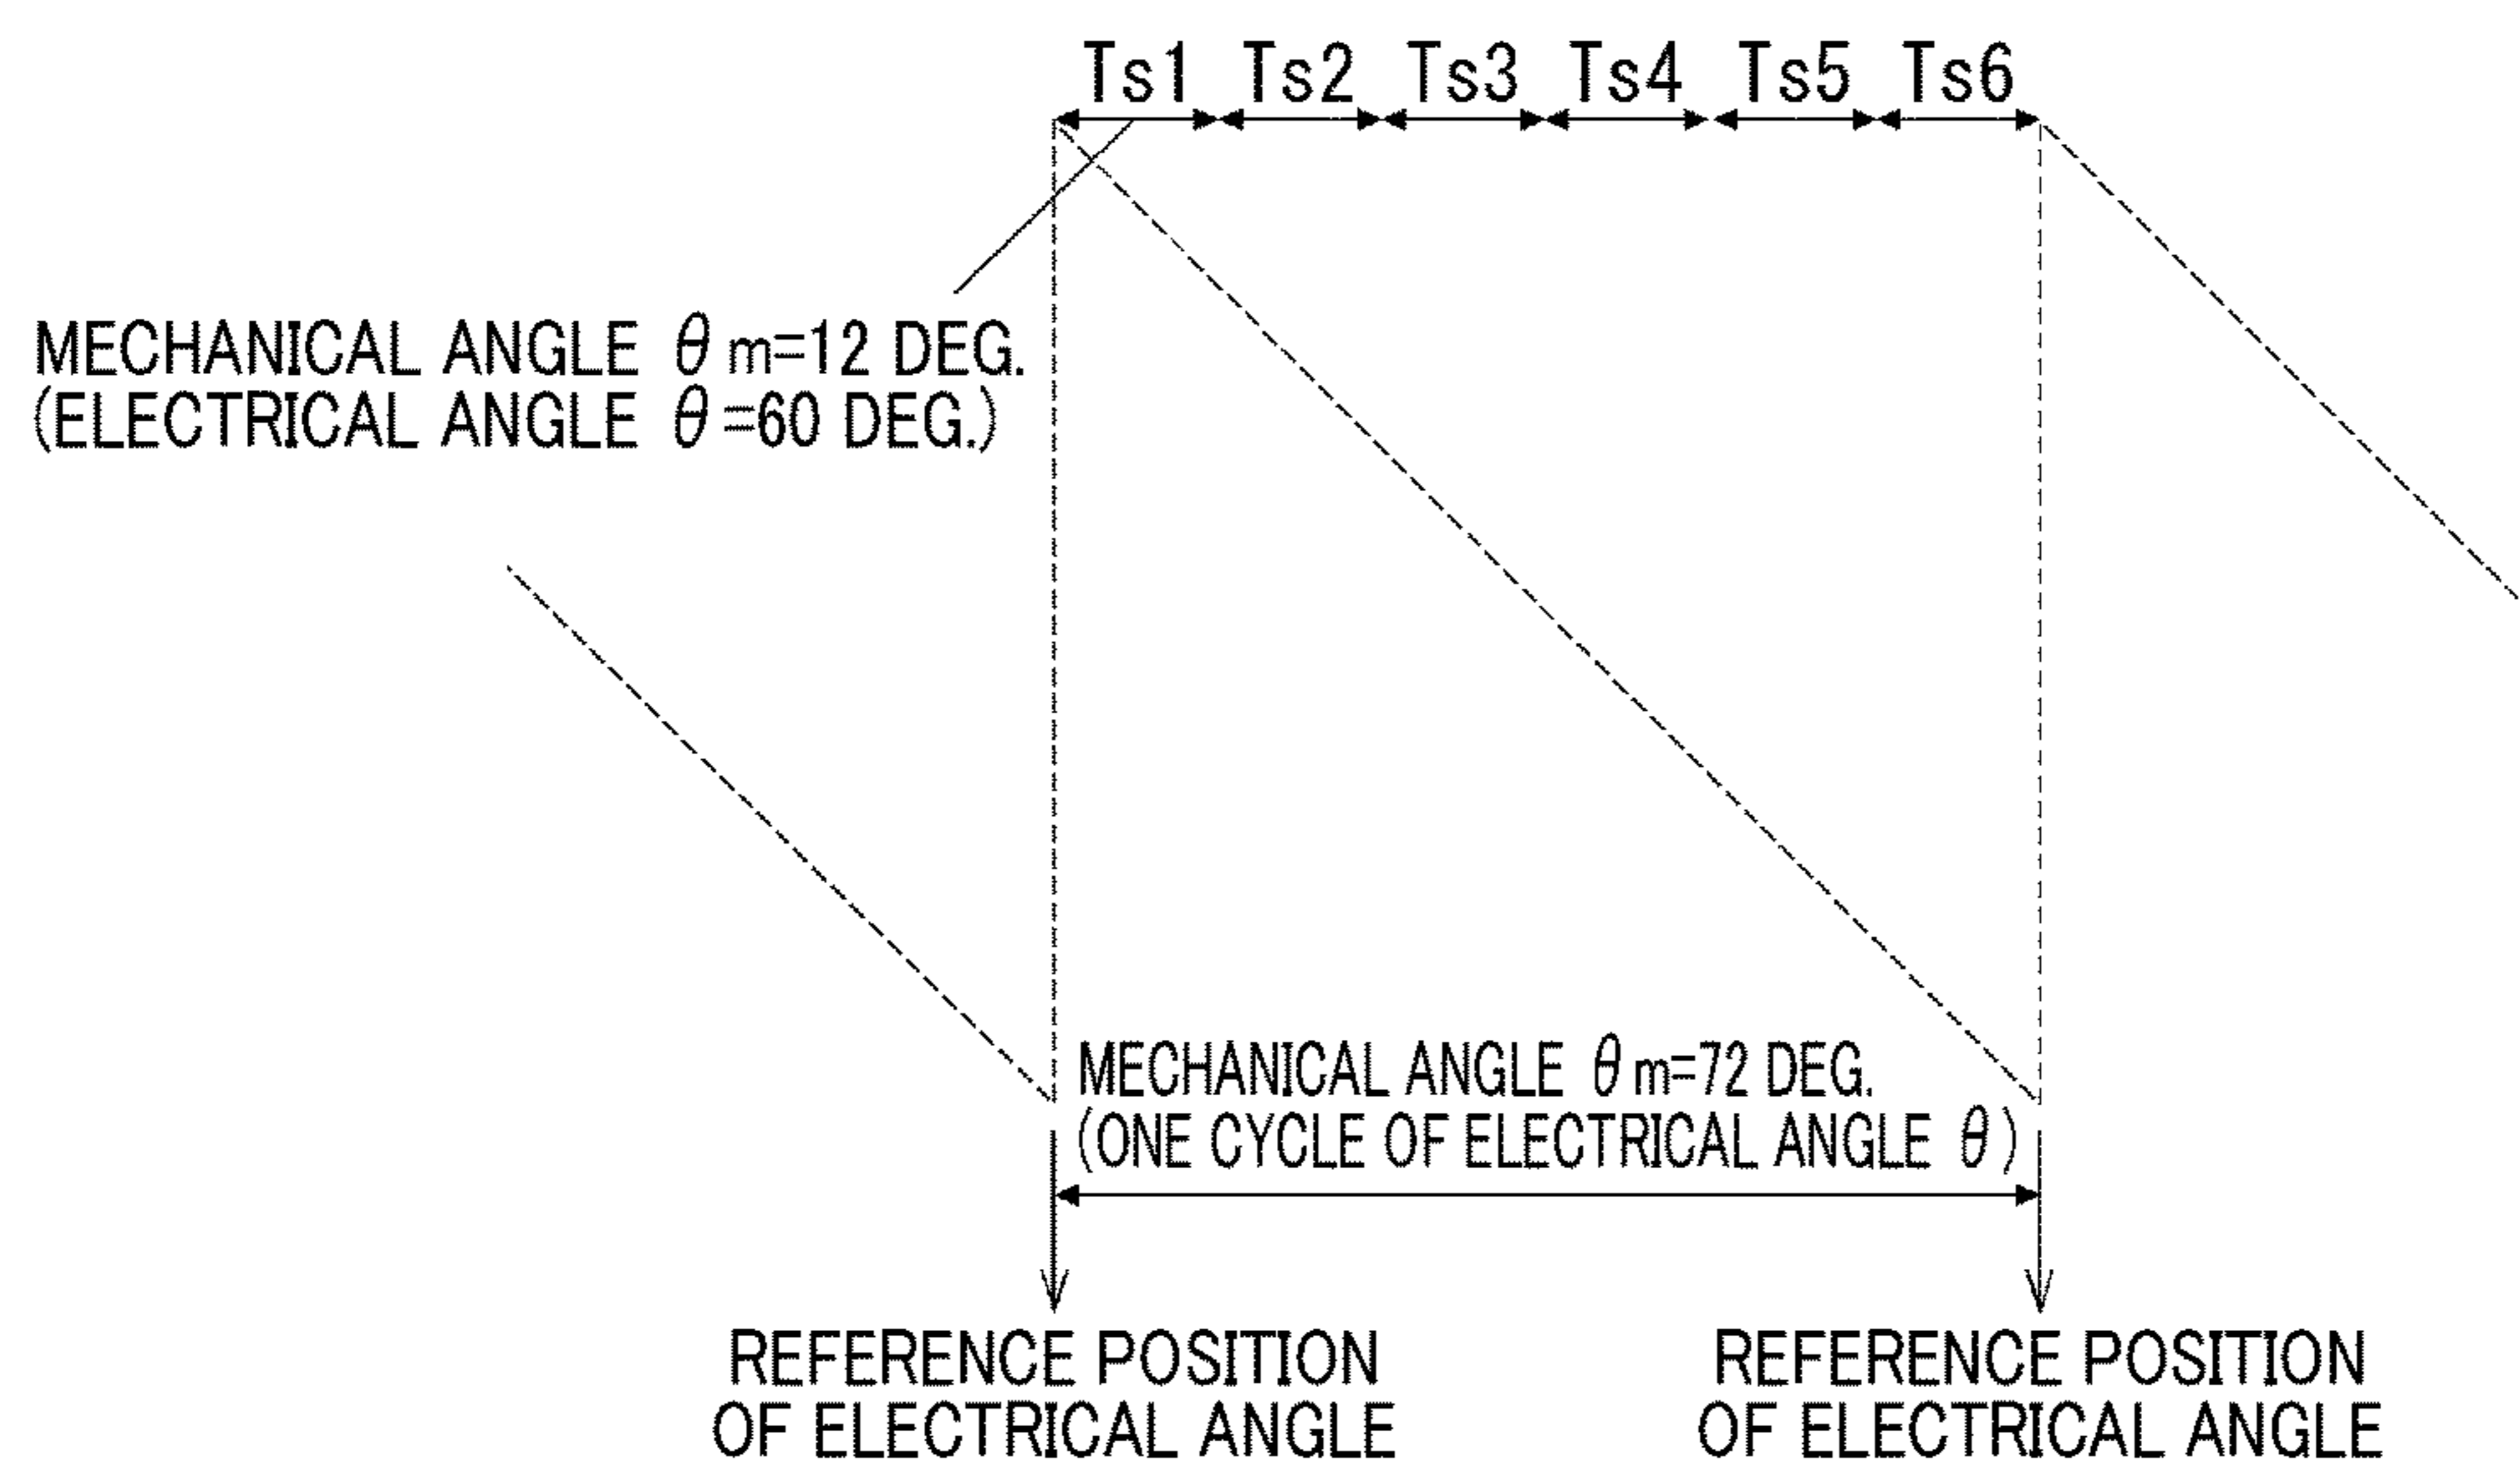 Ts1 Ts2 Ts3 Ts4 Ts5 Ts6
MECHANICAL ANGLE θm=12 DEG.
(ELECTRICAL ANGLE θ=60 DEG.)
MECHANICAL ANGLE θm=72 DEG.
(ONE CYCLE OF ELECTRICAL ANGLE θ)
REFERENCE POSITION
OF ELECTRICAL ANGLE
REFERENCE POSITION
OF ELECTRICAL ANGLE